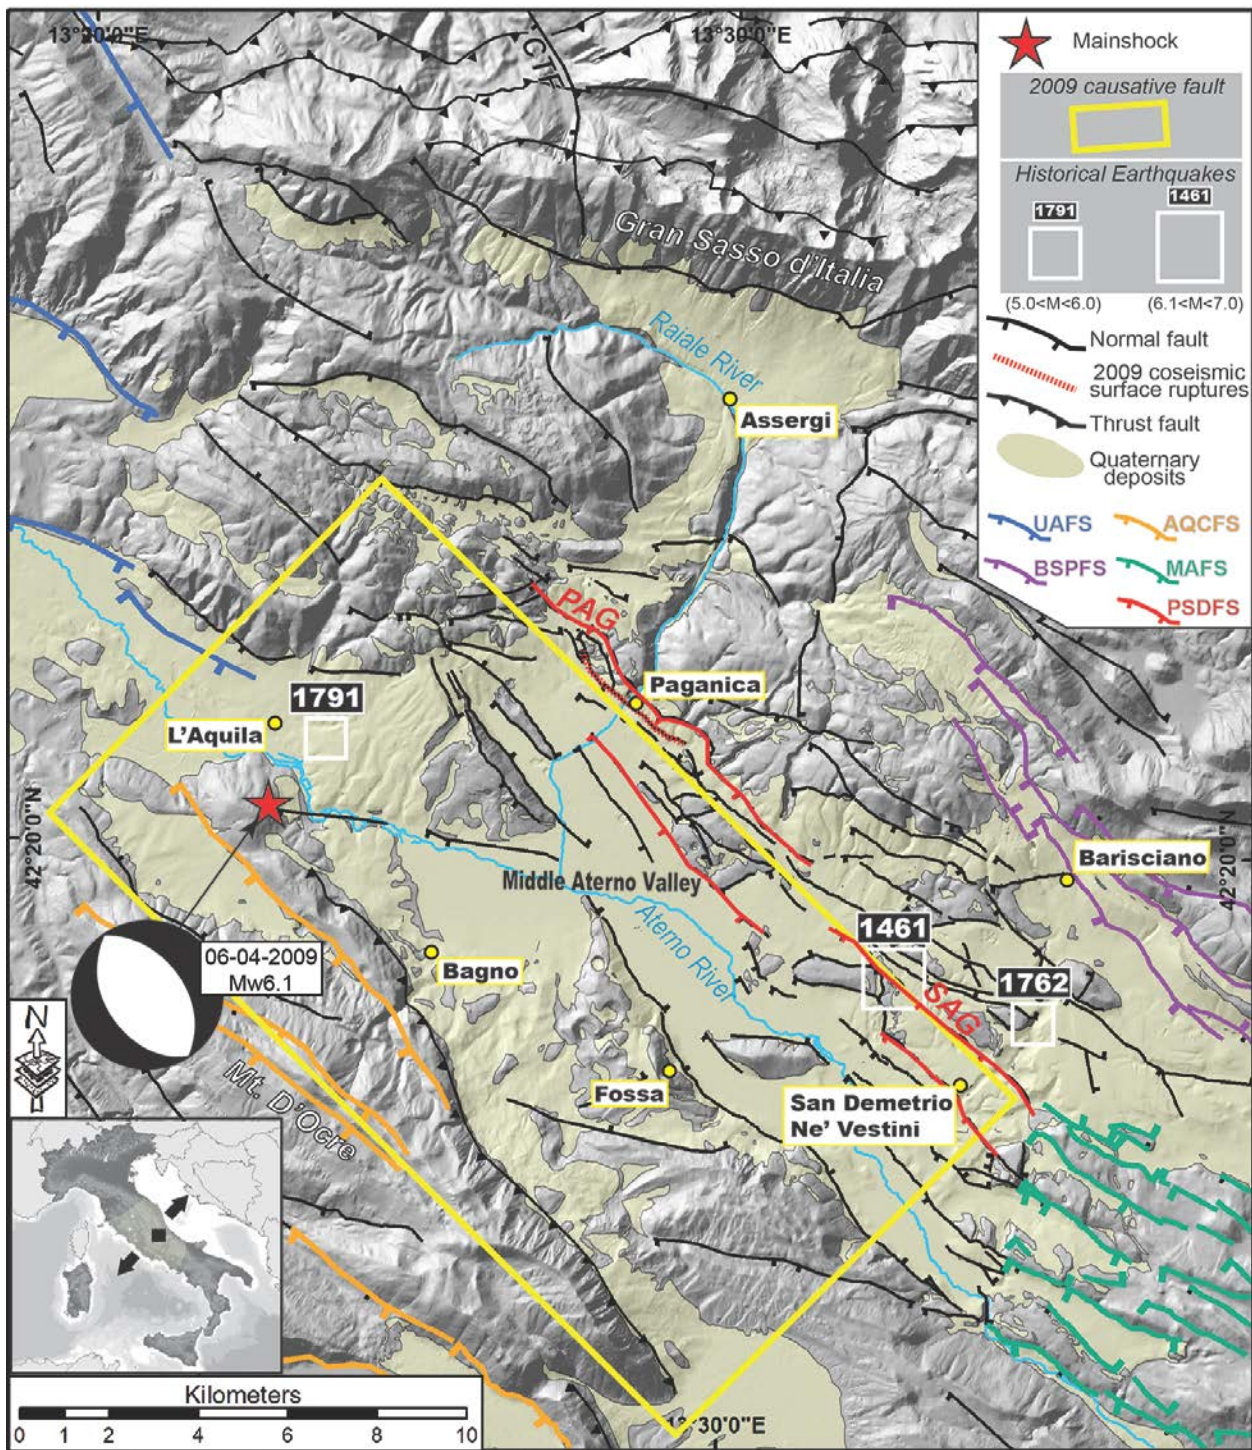 13°20'0"E
13°30'0"E
CTF
Mainshock
2009 causative fault
Historical Earthquakes
1791
1461
(5.0<M<6.0)
(6.1<M<7.0)
Normal fault
2009 coseismic
surface ruptures
Thrust fault
Quaternary
deposits
UAFS
AQCFS
BSPFS
MAFS
PSDFS
Gran Sasso d'Italia
Raiale River
Assergi
PAG
Paganica
1791
L'Aquila
42°20'0"N
42°20'0"N
Barisciano
Middle Aterno Valley
Aterno River
1461
SAG
1762
06-04-2009
Mw6.1
Bagno
N
Mt. D'Ocre
Fossa
San Demetrio
Ne' Vestini
Kilometers
0 1 2 4 6 8 10
13°30'0"E